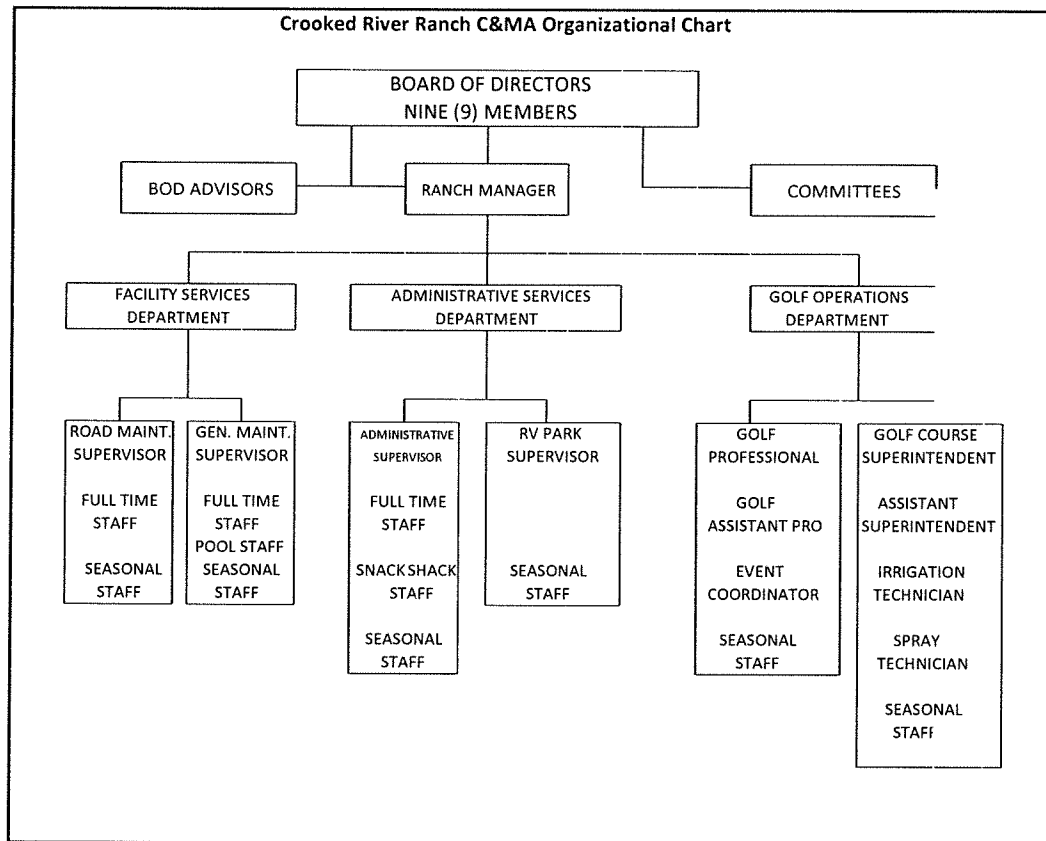 Crooked River Ranch C&MA Organizational Chart
BOARD OF DIRECTORS
NINE (9) MEMBERS
BOD ADVISORS
RANCH MANAGER
COMMITTEES
FACILITY SERVICES
DEPARTMENT
ADMINISTRATIVE SERVICES
DEPARTMENT
GOLF OPERATIONS
DEPARTMENT
ROAD MAINT.
SUPERVISOR
FULL TIME
STAFF
SEASONAL
STAFF
GEN. MAINT.
SUPERVISOR
FULL TIME
STAFF
POOL STAFF
SEASONAL
STAFF
ADMINISTRATIVE
SUPERVISOR
FULL TIME
STAFF
SNACK SHACK
STAFF
SEASONAL
STAFF
RV PARK
SUPERVISOR
SEASONAL
STAFF
GOLF
PROFESSIONAL
GOLF
ASSISTANT PRO
EVENT
COORDINATOR
SEASONAL
STAFF
GOLF COURSE
SUPERINTENDENT
ASSISTANT
SUPERINTENDENT
IRRIGATION
TECHNICIAN
SPRAY
TECHNICIAN
SEASONAL
STAFF